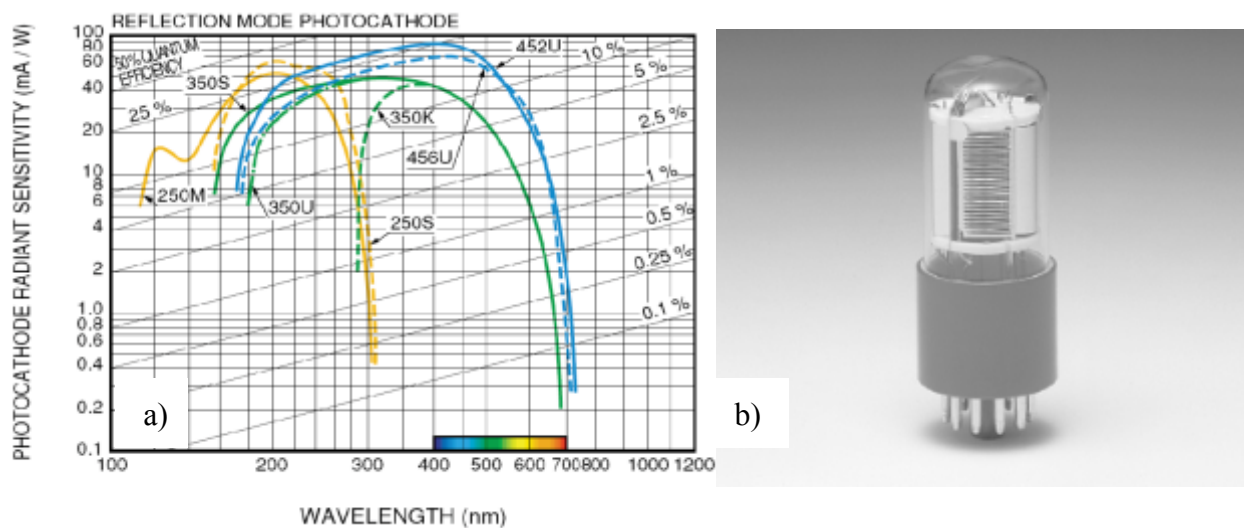 REFLECTION MODE PHOTOCATHODE
PHOTOCATHODE RADIANT SENSITIVITY (mA / W)
100
80
60
40
20
10
8
6
4
2
1.0
0.8
0.6
0.4
0.2
0.1
50% QUANTUM
EFFICENCY
25 %
10 %
5 %
2.5 %
1 %
0.5 %
0.25 %
0.1 %
350S
452U
350K
456U
250M
350U
250S
a)
b)
100
200
300
400
500
600
700
800
1000
1200
WAVELENGTH (nm)